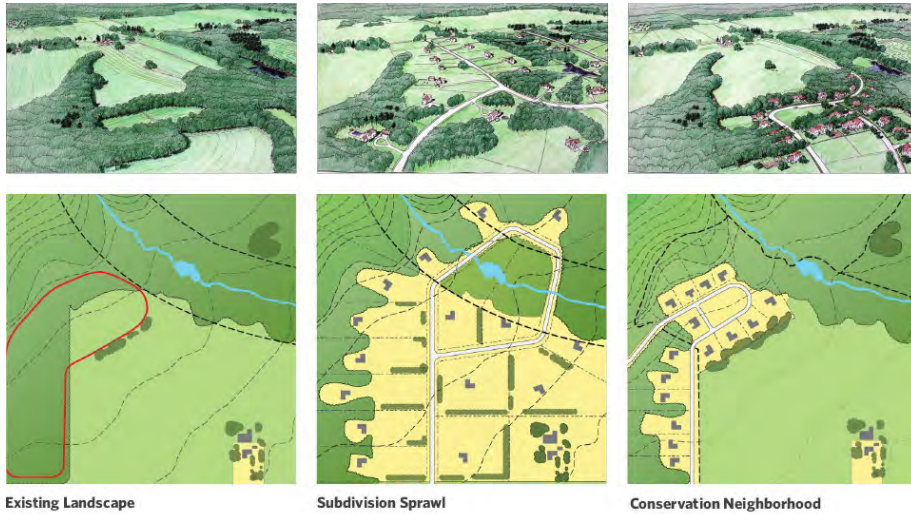 Existing Landscape
Subdivision Sprawl
Conservation Neighborhood